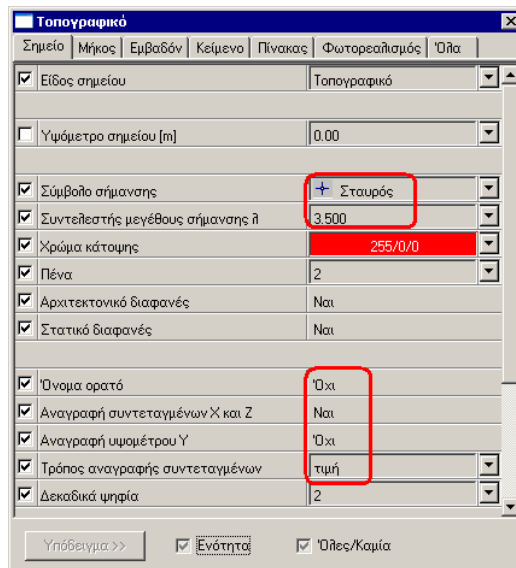 Τοπογραφικό
Σημείο Μήκος Εμβαδόν Κείμενο Πίνακας Φωτορεαλισμός Όλα
Είδος σημείου Τοπογραφικό
Υψόμετρο σημείου [m] 0.00
Σύμβολο σήμανσης Σταυρός
Συντελεστής μεγέθους σήμανσης λ 3.500
Χρώμα κάτοψης 255/0/0
Πένα 2
Αρχιτεκτονικό διαφανές Ναι
Στατικό διαφανές Ναι
Όνομα ορατό Όχι
Αναγραφή συντεταγμένων Χ και Ζ Ναι
Αναγραφή υψομέτρου Υ Όχι
Τρόπος αναγραφής συντεταγμένων τιμή
Δεκαδικά ψηφία 2
Υπόδειγμα >> Ενότητα Όλες/Καμία